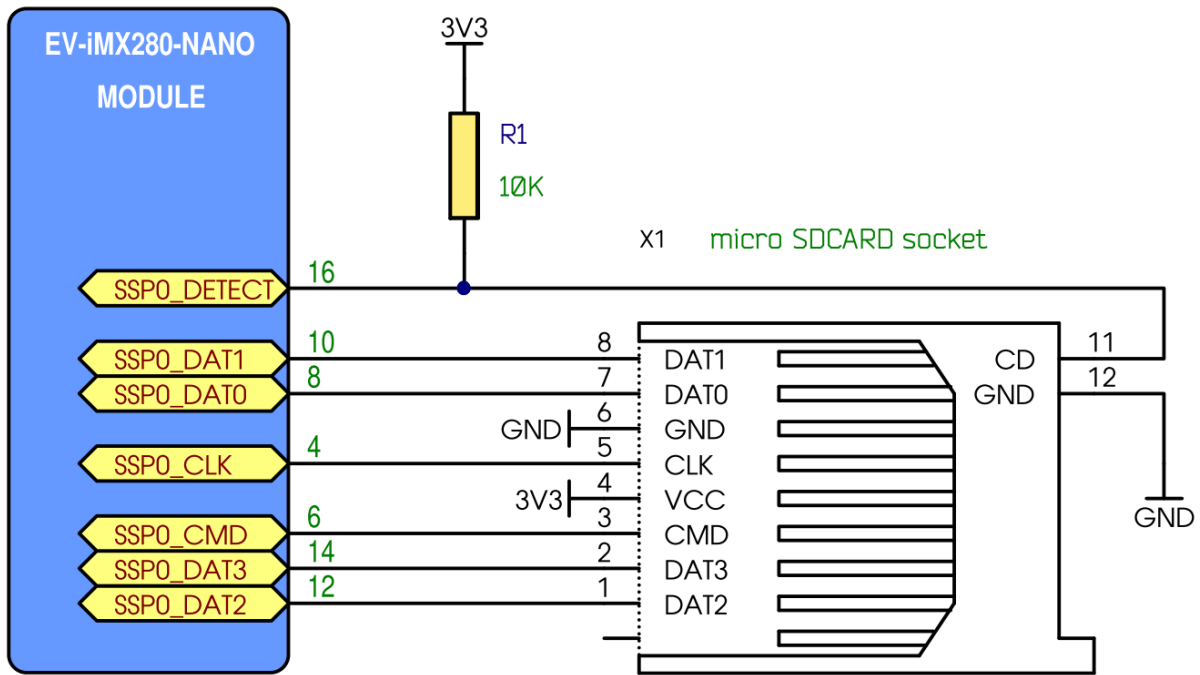 EV-iMX280-NANO
MODULE
3V3
R1
10K
X1 micro SDCARD socket
SSP0_DETECT 16
SSP0_DAT1 10 8 DAT1 CD 11
SSP0_DAT0 8 7 DAT0 GND 12
GND 6 GND
SSP0_CLK 4 5 CLK
3V3 4 VCC
GND
SSP0_CMD 6 3 CMD
SSP0_DAT3 14 2 DAT3
SSP0_DAT2 12 1 DAT2